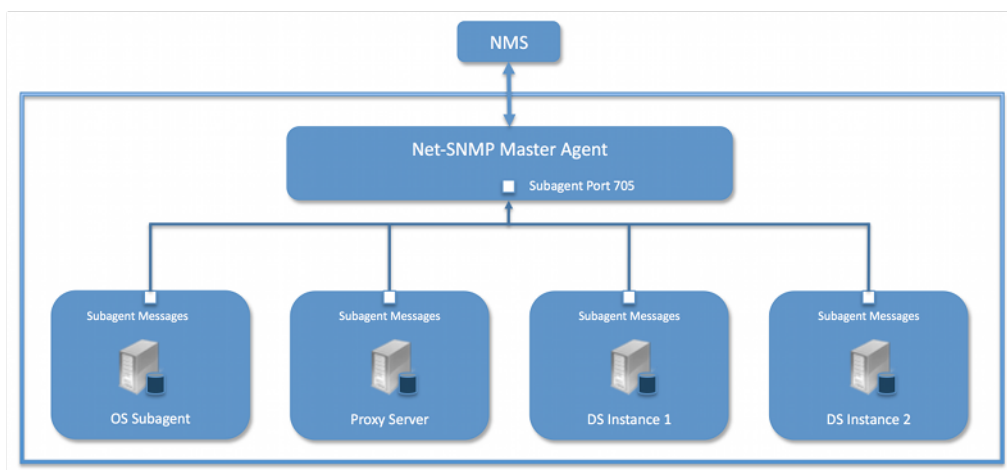 NMS
Net-SNMP Master Agent
Subagent Port 705
Subagent Messages
Subagent Messages
Subagent Messages
Subagent Messages
OS Subagent
Proxy Server
DS Instance 1
DS Instance 2